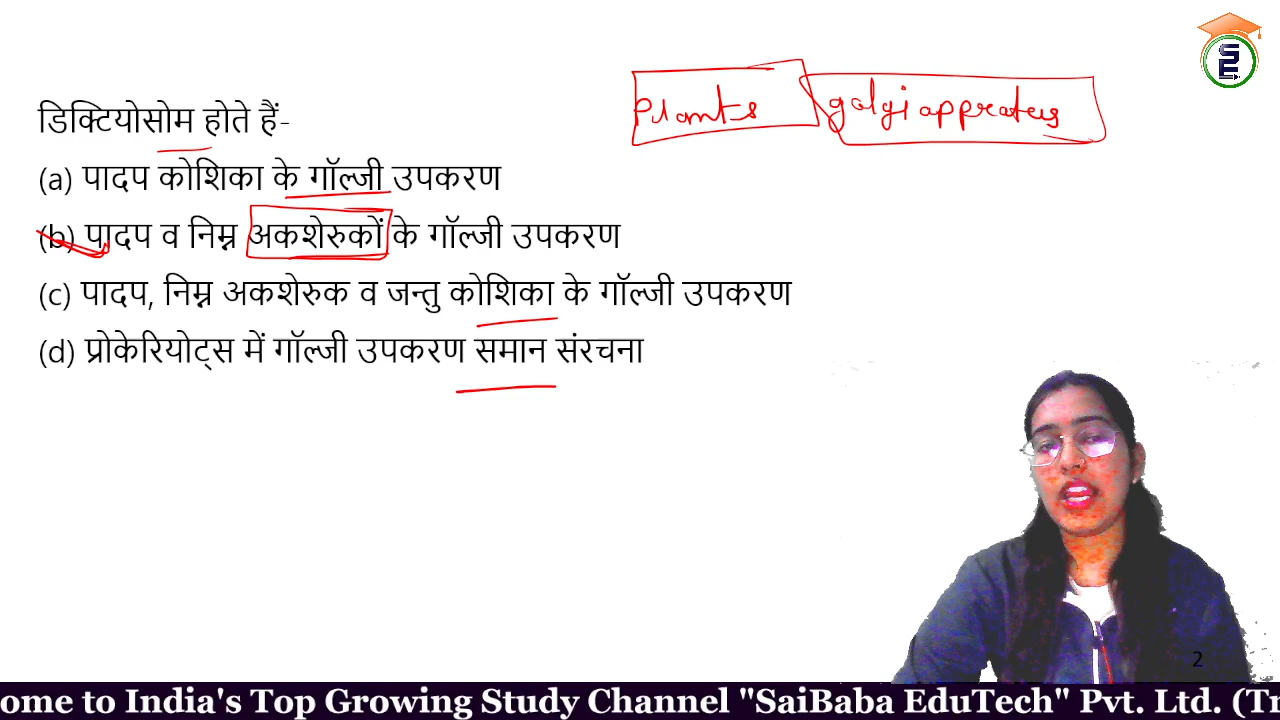 Plants golgi appratus
डिक्टियोसोम होते हैं-
(a) पादप कोशिका के गॉल्जी उपकरण
(b) पादप व निम्न अकशेरुकों के गॉल्जी उपकरण
(c) पादप, निम्न अकशेरुक व जन्तु कोशिका के गॉल्जी उपकरण
(d) प्रोकेरियोट्स में गॉल्जी उपकरण समान संरचना
2
ome to India's Top Growing Study Channel "SaiBaba EduTech" Pvt. Ltd. (Tr